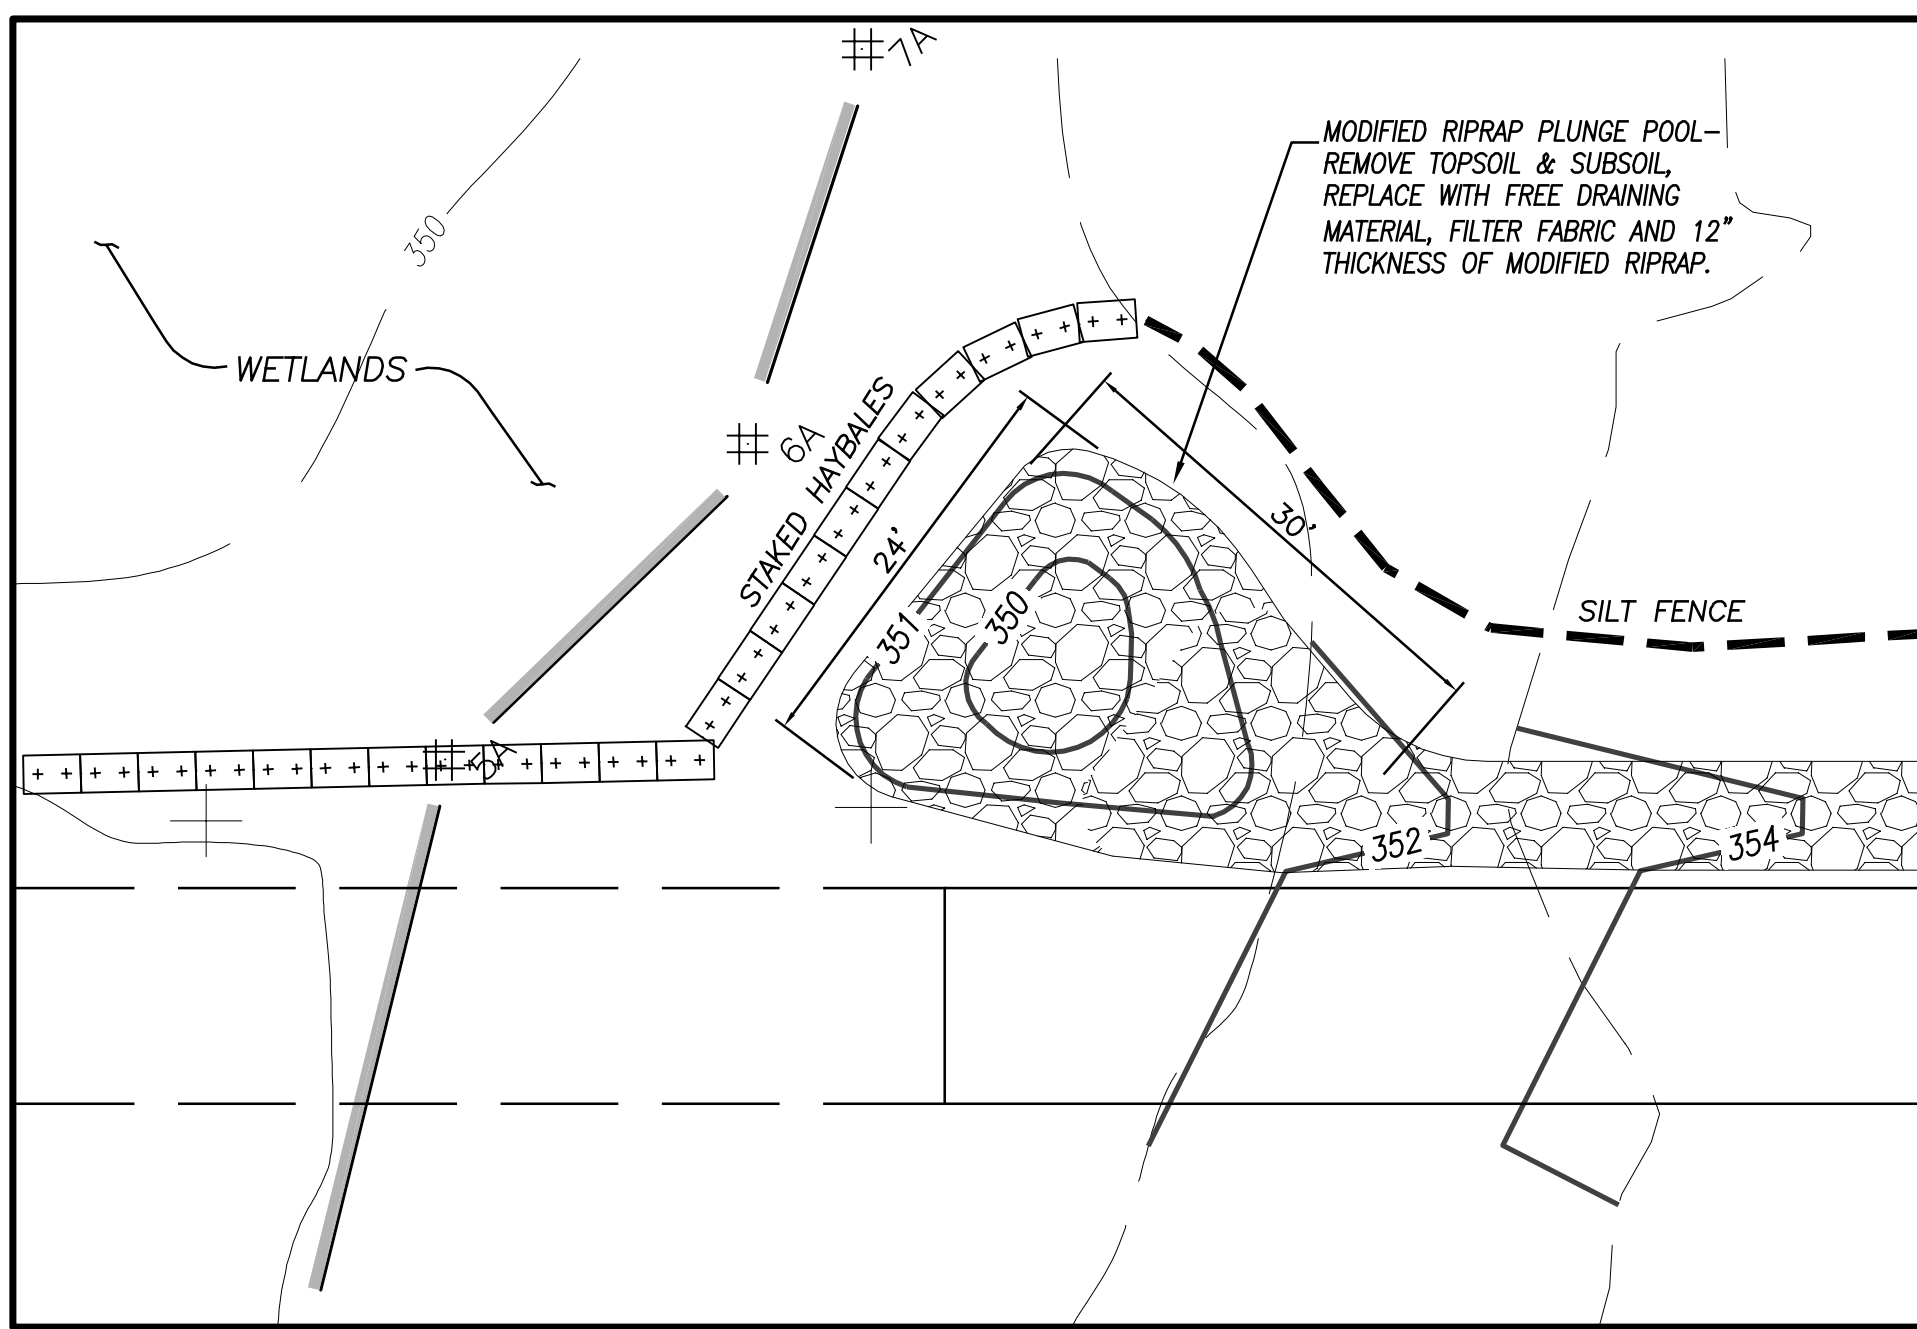 #7A
MODIFIED RIPRAP PLUNGE POOL–
REMOVE TOPSOIL & SUBSOIL,
REPLACE WITH FREE DRAINING
MATERIAL, FILTER FABRIC AND 12”
THICKNESS OF MODIFIED RIPRAP.
350
WETLANDS
#6A
STAKED HAYBALES
24’
30’
351
350
SILT FENCE
#5A
352
354